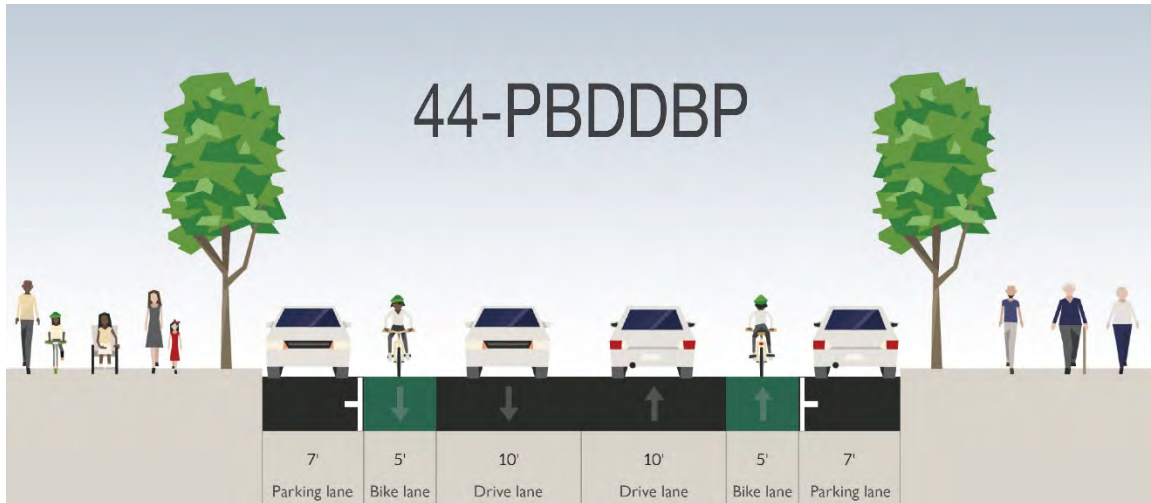 44-PBDDBP
7' 5' 10' 10' 5' 7'
Parking lane Bike lane Drive lane Drive lane Bike lane Parking lane